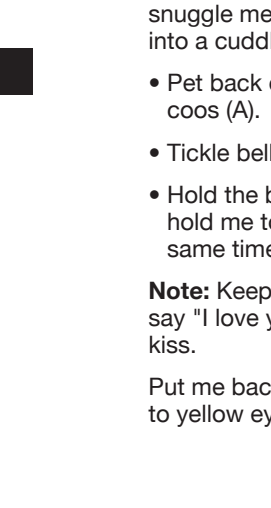 snuggle me
into a cuddl
• Pet back
coos (A).
• Tickle bell
• Hold the
hold me t
same time
Note: Keep
say "I love
kiss.
Put me bac
to yellow ey